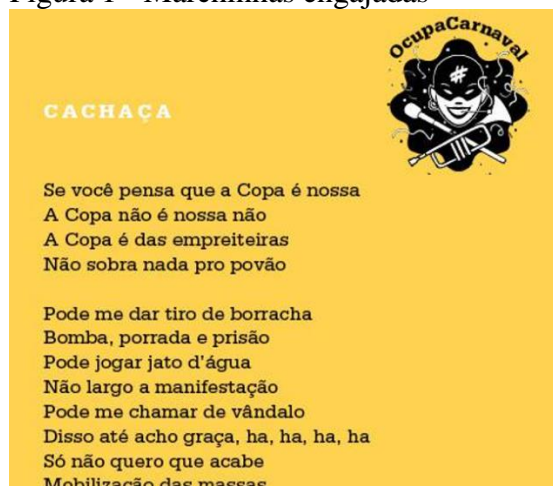 Figura 1 - Marchinhas engajadas
OcupaCarnaval
#
CACHAÇA
Se você pensa que a Copa é nossa
A Copa não é nossa não
A Copa é das empreiteiras
Não sobra nada pro povão
Pode me dar tiro de borracha
Bomba, porrada e prisão
Pode jogar jato d'água
Não largo a manifestação
Pode me chamar de vândalo
Disso até acho graça, ha, ha, ha, ha
Só não quero que acabe
Mobilização das massas